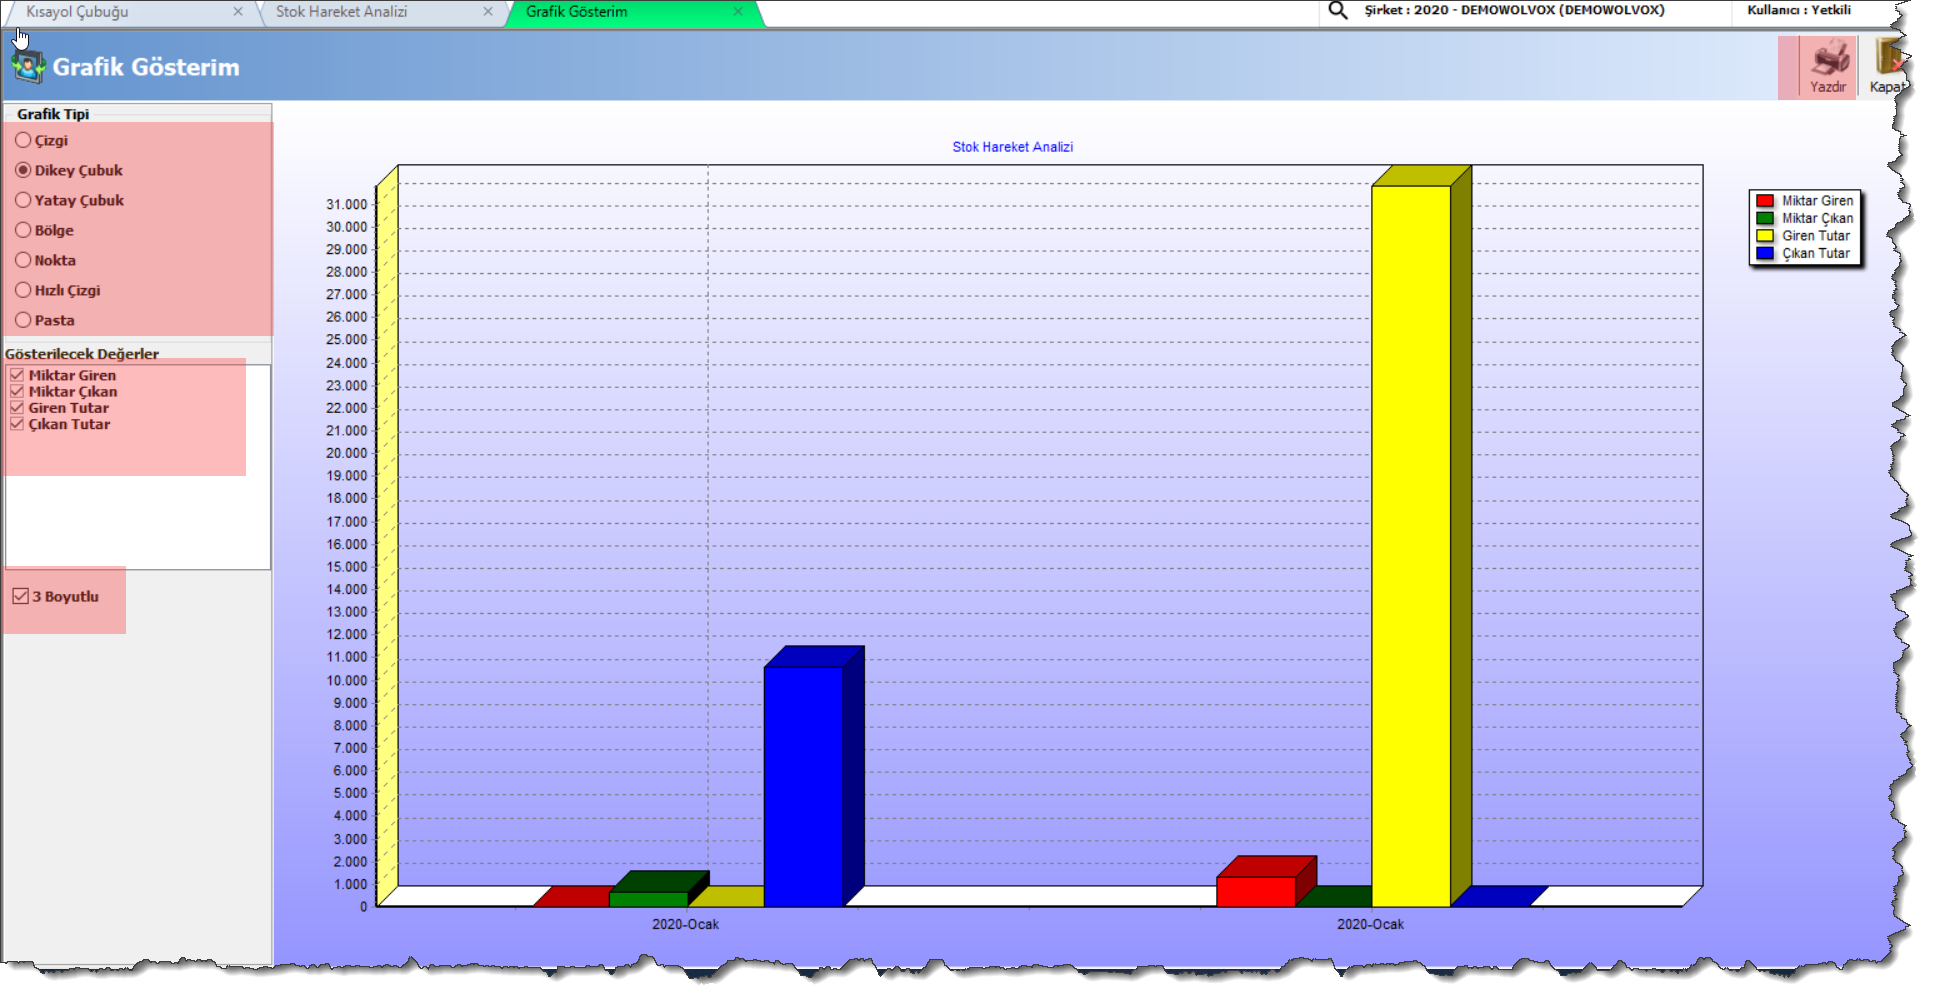 Kısayol Çubuğu
Stok Hareket Analizi
Grafik Gösterim
Şirket : 2020 - DEMOWOLVOX (DEMOWOLVOX)
Kullanıcı : Yetkili
Grafik Gösterim
Yazdır
Kapat
Grafik Tipi
Çizgi
Dikey Çubuk
Yatay Çubuk
Bölge
Nokta
Hızlı Çizgi
Pasta
Gösterilecek Değerler
Miktar Giren
Miktar Çıkan
Giren Tutar
Çıkan Tutar
3 Boyutlu
Stok Hareket Analizi
31.000
30.000
29.000
28.000
27.000
26.000
25.000
24.000
23.000
22.000
21.000
20.000
19.000
18.000
17.000
16.000
15.000
14.000
13.000
12.000
11.000
10.000
9.000
8.000
7.000
6.000
5.000
4.000
3.000
2.000
1.000
0
2020-Ocak
2020-Ocak
Miktar Giren
Miktar Çıkan
Giren Tutar
Çıkan Tutar